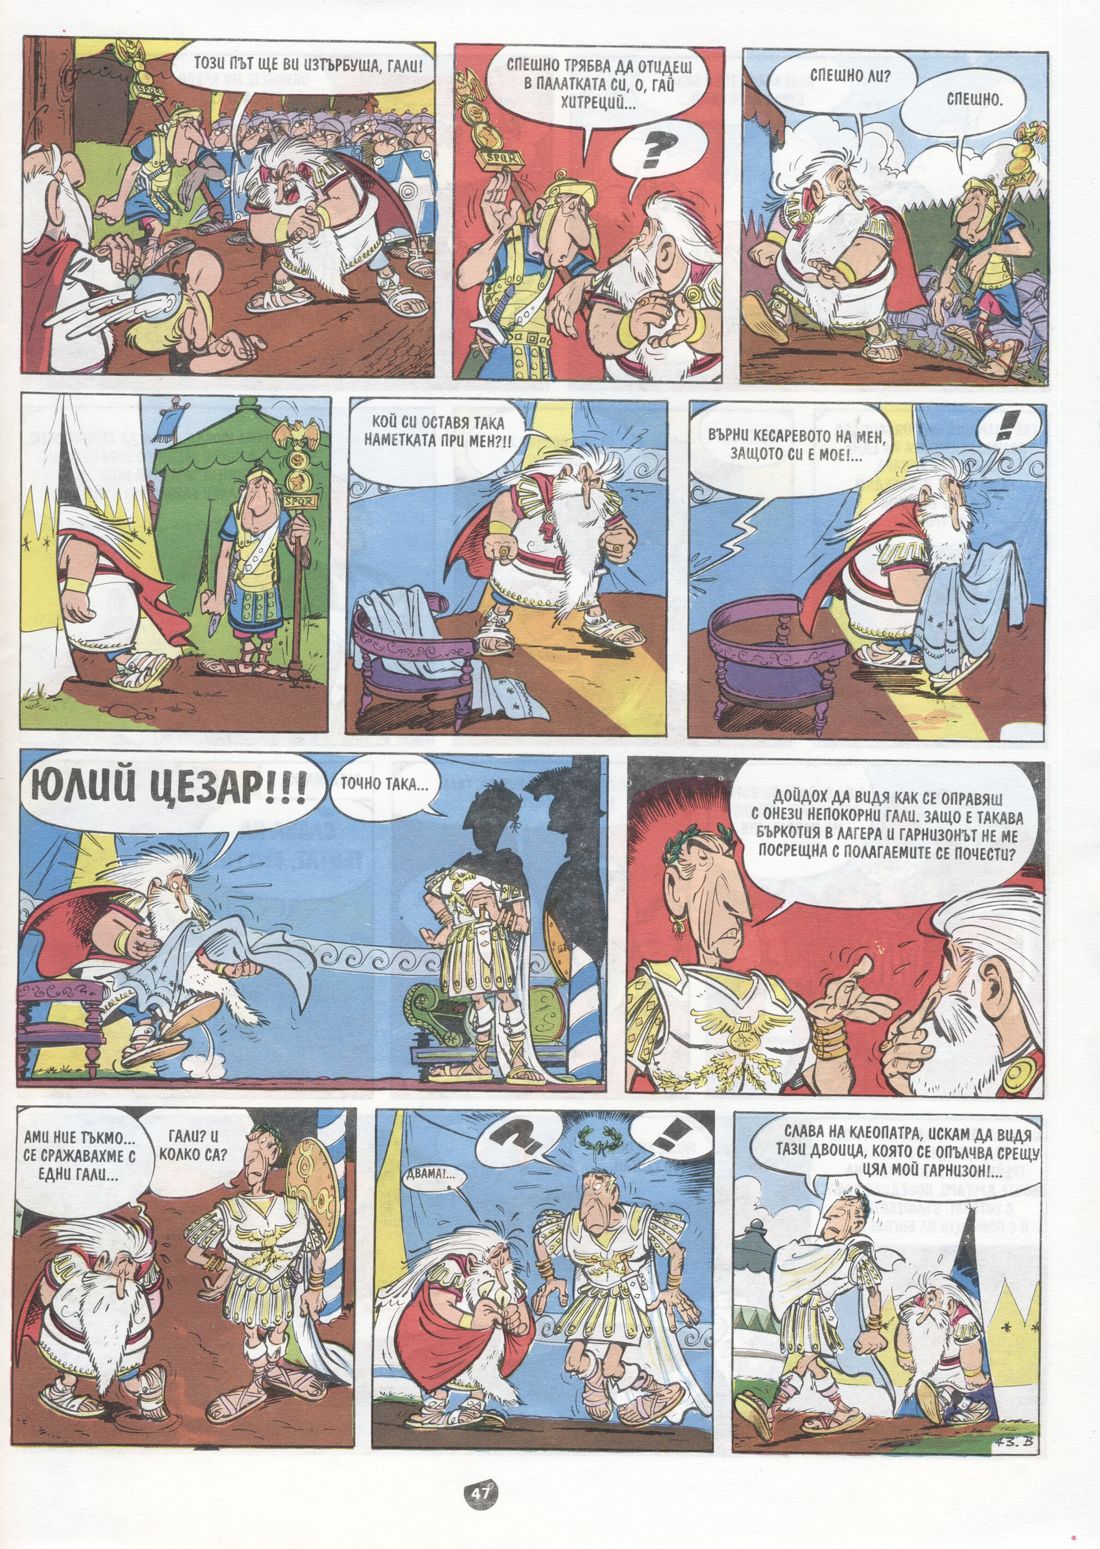 ТОЗИ ПЪТ ЩЕ ВИ ИЗТЪРБУША, ГАЛИ!
СПЕШНО ТРЯБВА ДА ОТИДЕШ
В ПАЛАТКАТА СИ, О, ГАЙ
ХИТРЕЦИЙ...
?
SPQR
СПЕШНО ЛИ?
СПЕШНО.
SPQR
КОЙ СИ ОСТАВЯ ТАКА
НАМЕТКАТА ПРИ МЕН?!!
ВЪРНИ КЕСАРЕВОТО НА МЕН,
ЗАЩОТО СИ Е МОЕ!...
!
ЮЛИЙ ЦЕЗАР!!!
ТОЧНО ТАКА...
ДОЙДОХ ДА ВИДЯ КАК СЕ ОПРАВЯШ
С ОНЕЗИ НЕПОКОРНИ ГАЛИ. ЗАЩО Е ТАКАВА
БЪРКОТИЯ В ЛАГЕРА И ГАРНИЗОНЪТ НЕ МЕ
ПОСРЕЩНА С ПОЛАГАЕМИТЕ СЕ ПОЧЕСТИ?
АМИ НИЕ ТЪКМО...
СЕ СРАЖАВАХМЕ С
ЕДНИ ГАЛИ...
ГАЛИ? И
КОЛКО СА?
ДВАМА!...
?
!!
СЛАВА НА КЛЕОПАТРА, ИСКАМ ДА ВИДЯ
ТАЗИ ДВОИЦА, КОЯТО СЕ ОПЪЛЧВА СРЕЩУ
ЦЯЛ МОЙ ГАРНИЗОН!...
43.B
47